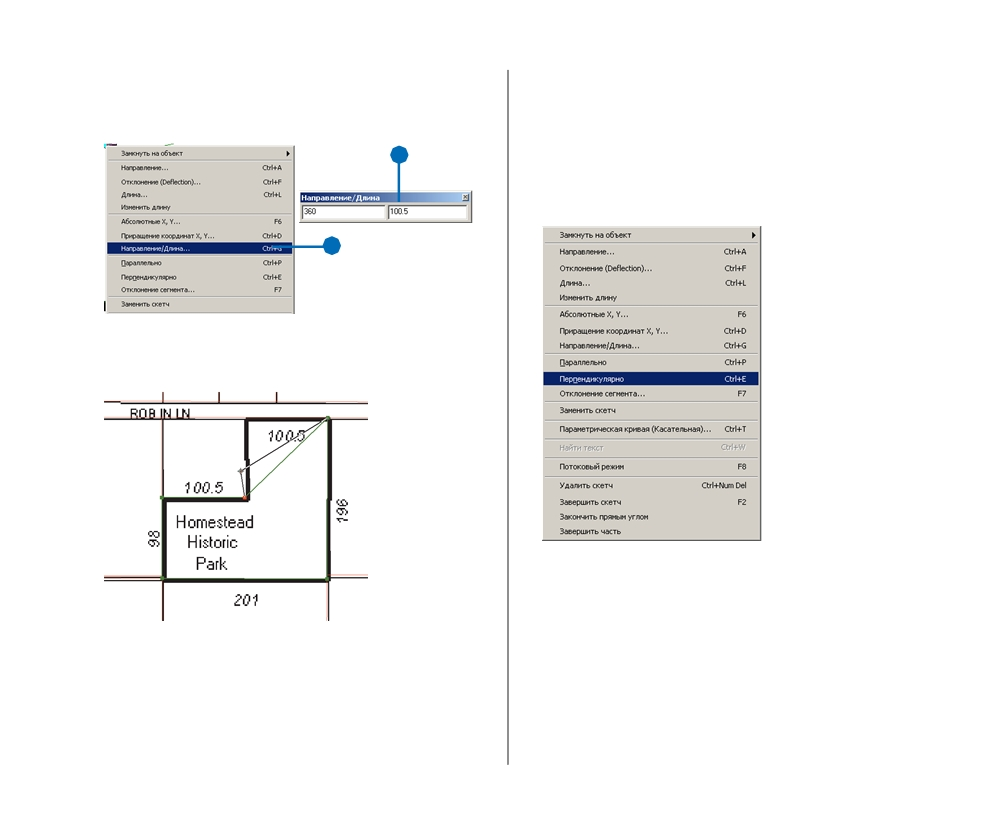 Замкнуть на объект
Направление... Ctrl+A
Отклонение (Deflection)... Ctrl+F
Длина... Ctrl+L
Изменить длину
Абсолютные X, Y... F6
Приращение координат X, Y... Ctrl+D
Направление/Длина... Ctrl+G
Параллельно Ctrl+P
Перпендикулярно Ctrl+E
Отклонение сегмента... F7
Заменить скетч
Направление/Длина
360 100.5
ROBIN LN
100.5
100.5
196
98
Homestead
Historic
Park
201
Замкнуть на объект
Направление... Ctrl+A
Отклонение (Deflection)... Ctrl+F
Длина... Ctrl+L
Изменить длину
Абсолютные X, Y... F6
Приращение координат X, Y... Ctrl+D
Направление/Длина... Ctrl+G
Параллельно Ctrl+P
Перпендикулярно Ctrl+E
Отклонение сегмента... F7
Заменить скетч
Параметрическая кривая (Касательная)... Ctrl+T
Найти текст Ctrl+W
Потоковый режим F8
Удалить скетч Ctrl+Num Del
Завершить скетч F2
Закончить прямым углом
Завершить часть